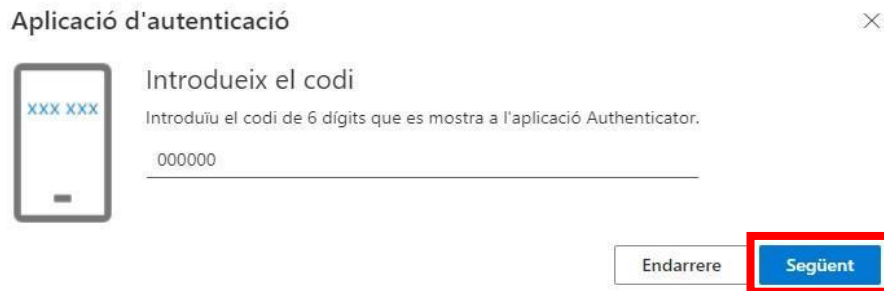 Aplicació d'autenticació
Introdueix el codi
xxx xxx
Introduïu el codi de 6 dígits que es mostra a l'aplicació Authenticator.
000000
Endarrere
Següent